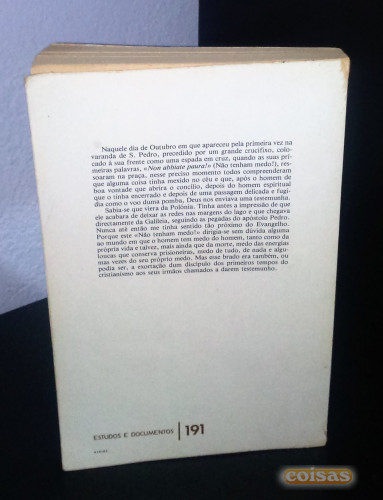 Naquele dia de Outubro em que apareceu pela primeira vez na
varanda de S. Pedro, precedido por um grande crucifixo, colo-
cado à sua frente como uma espada em cruz, quando as suas pri-
meiras palavras, «Non abbiate paura!» (Não tenham medo!), res-
soaram na praça, nesse preciso momento todos compreenderam
que alguma coisa tinha mexido no céu e que, após o homem de
boa vontade que abrira o concílio, depois do homem espiritual
que o tinha encerrado e depois de uma passagem delicada e fugi-
dia como o voo duma pomba, Deus nos enviava uma testemunha.
Sabia-se que viera da Polónia. Tinha antes a impressão de que
ele acabara de deixar as redes nas margens do lago e que chegava
directamente da Galileia, seguindo as pegadas do apóstolo Pedro.
Nunca até então me tinha sentido tão próximo do Evangelho.
Porque este «Não tenham medo!» dirigia-se sem dúvida alguma
ao mundo em que o homem tem medo do homem, tanto como da
própria vida e talvez, mais ainda que da morte, medo das energias
loucas que conserva prisioneiras, medo de tudo, de nada e algu-
mas vezes do seu próprio medo. Mas esse brado era também, ou
podia ser, a exortação dum discípulo dos primeiros tempos do
cristianismo aos seus irmãos chamados a darem testemunho.
ESTUDOS E DOCUMENTOS | 191
coisas